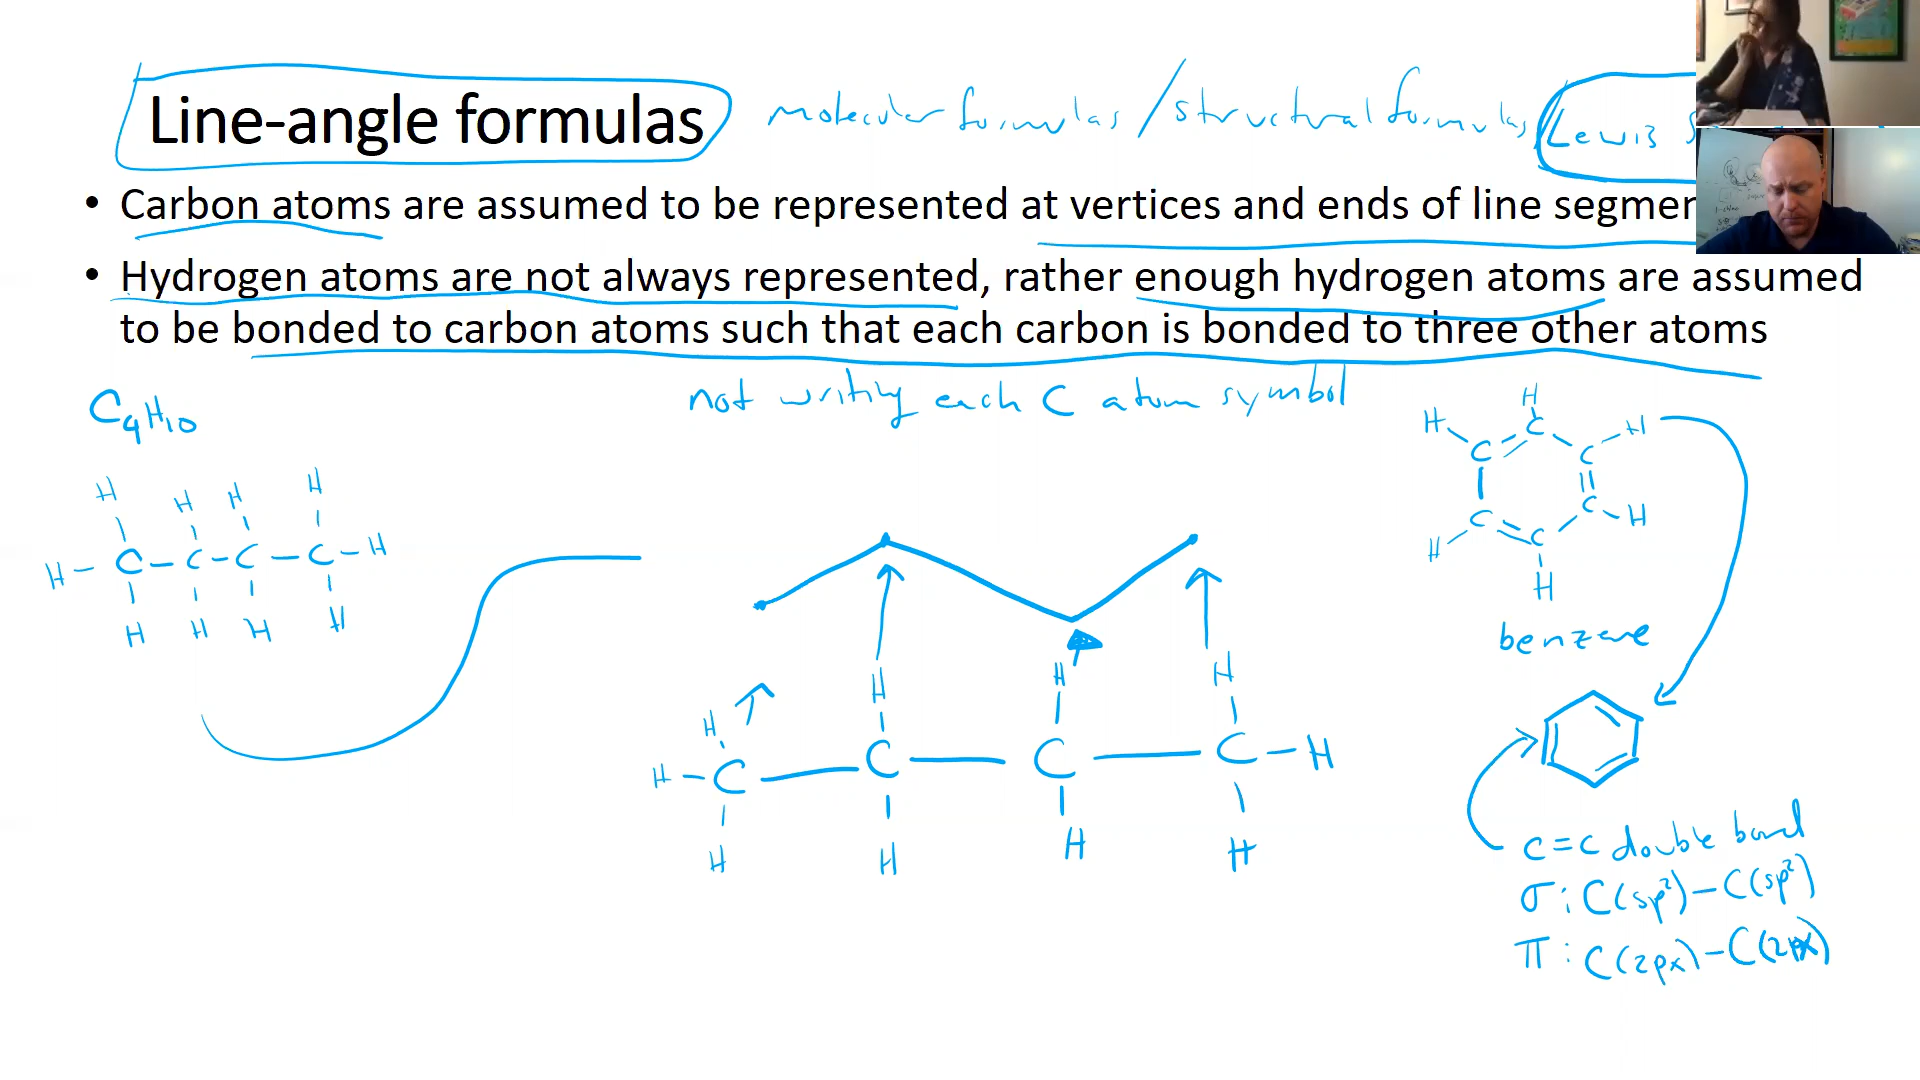 Line-angle formulas molecular formulas / structural formulas / Lewis
• Carbon atoms are assumed to be represented at vertices and ends of line
• Hydrogen atoms are not always represented, rather enough hydrogen atoms are assumed
to be bonded to carbon atoms such that each carbon is bonded to three other atoms
not writing each C atom symbol
C4H10
H H H H
H - C - C - C - C - H
H H H H
H H H H
H - C — C — C — C - H
H H H H
H
H C H
C C
C C H
H C
H
benzene
C=C double bond
σ: C(sp²) - C(sp²)
π: C(2px) - C(2px)